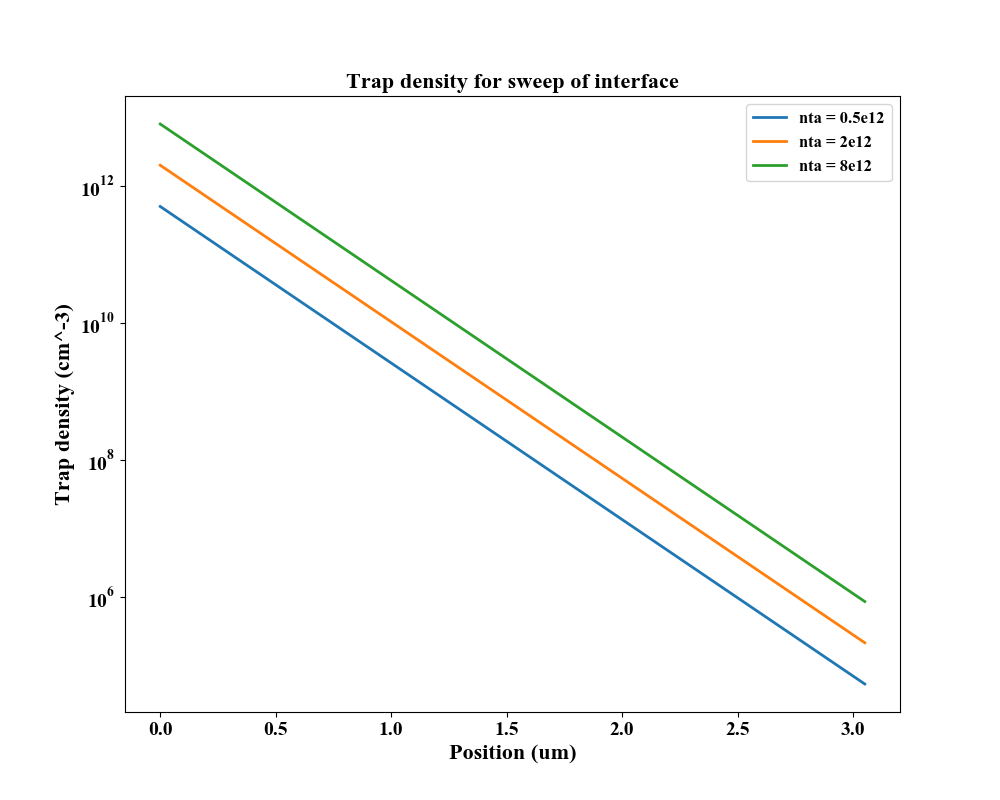 Trap density for sweep of interface
nta = 0.5e12
nta = 2e12
nta = 8e12
Trap density (cm^-3)
10^12
10^10
10^8
10^6
0.0 0.5 1.0 1.5 2.0 2.5 3.0
Position (um)